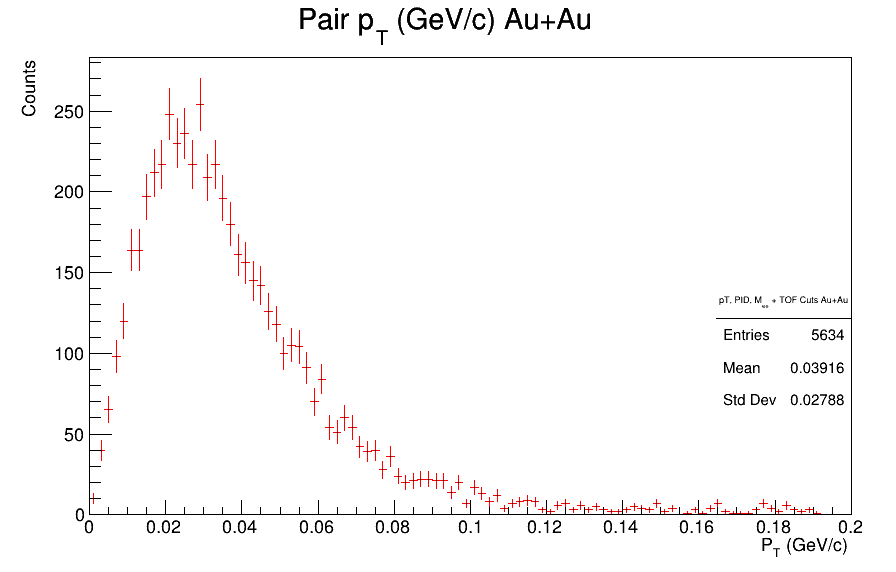 Pair p_T (GeV/c) Au+Au
Counts
250
200
150
100
50
0
0 0.02 0.04 0.06 0.08 0.1 0.12 0.14 0.16 0.18 0.2
P_T (GeV/c)
pT, PID, M_ee + TOF Cuts Au+Au
Entries 5634
Mean 0.03916
Std Dev 0.02788